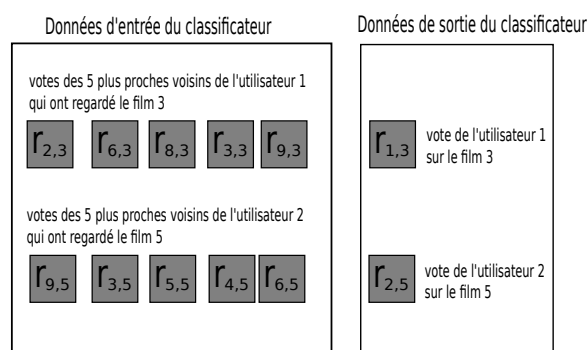 Données d'entrée du classificateur
Données de sortie du classificateur
votes des 5 plus proches voisins de l'utilisateur 1
qui ont regardé le film 3
r2,3 r6,3 r8,3 r3,3 r9,3
r1,3
vote de l'utilisateur 1
sur le film 3
votes des 5 plus proches voisins de l'utilisateur 2
qui ont regardé le film 5
r9,5 r3,5 r5,5 r4,5 r6,5
r2,5
vote de l'utilisateur 2
sur le film 5